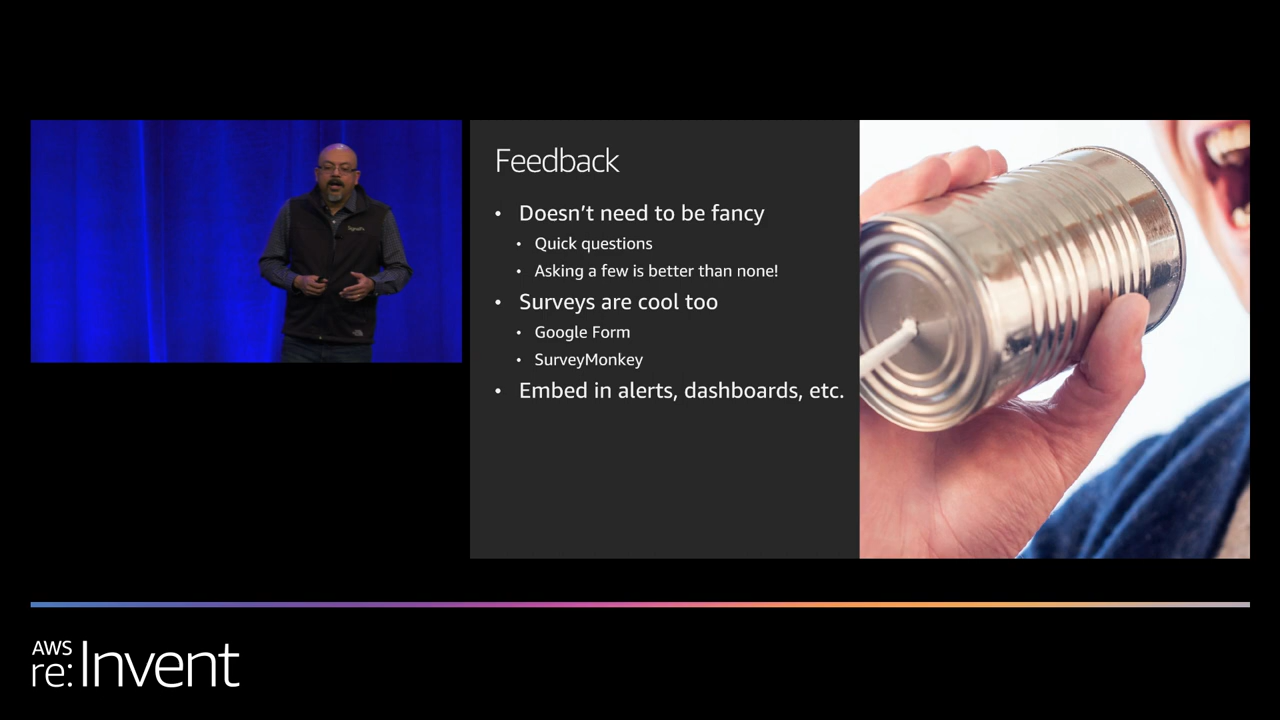 Feedback
• Doesn't need to be fancy
• Quick questions
• Asking a few is better than none!
• Surveys are cool too
• Google Form
• SurveyMonkey
• Embed in alerts, dashboards, etc.
AWS
re:Invent